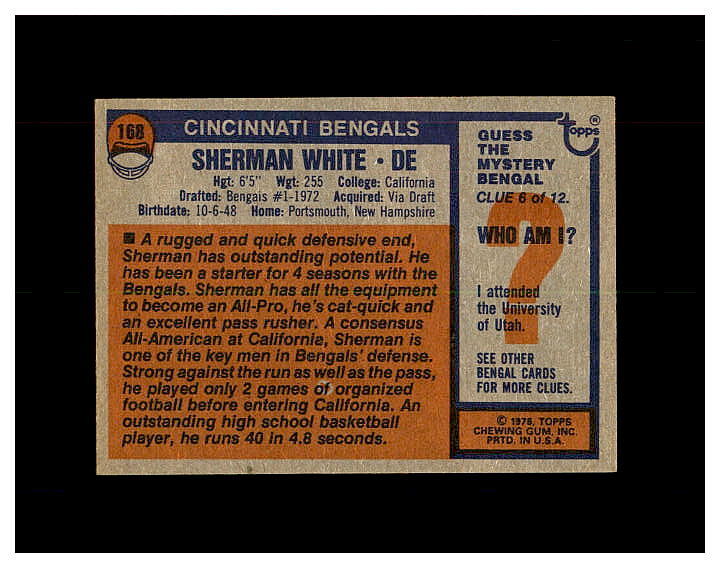 168
CINCINNATI BENGALS
SHERMAN WHITE • DE
Hgt: 6'5" Wgt: 255 College: California
Drafted: Bengals #1-1972 Acquired: Via Draft
Birthdate: 10-6-48 Home: Portsmouth, New Hampshire
■ A rugged and quick defensive end,
Sherman has outstanding potential. He
has been a starter for 4 seasons with the
Bengals. Sherman has all the equipment
to become an All-Pro, he's cat-quick and
an excellent pass rusher. A consensus
All-American at California, Sherman is
one of the key men in Bengals' defense.
Strong against the run as well as the pass,
he played only 2 games of organized
football before entering California. An
outstanding high school basketball
player, he runs 40 in 4.8 seconds.
Topps®
GUESS
THE
MYSTERY
BENGAL
CLUE 6 of 12.
?
WHO AM I?
I attended
the University
of Utah.
SEE OTHER
BENGAL CARDS
FOR MORE CLUES.
© 1976, TOPPS
CHEWING GUM, INC.
PRTD. IN U.S.A.